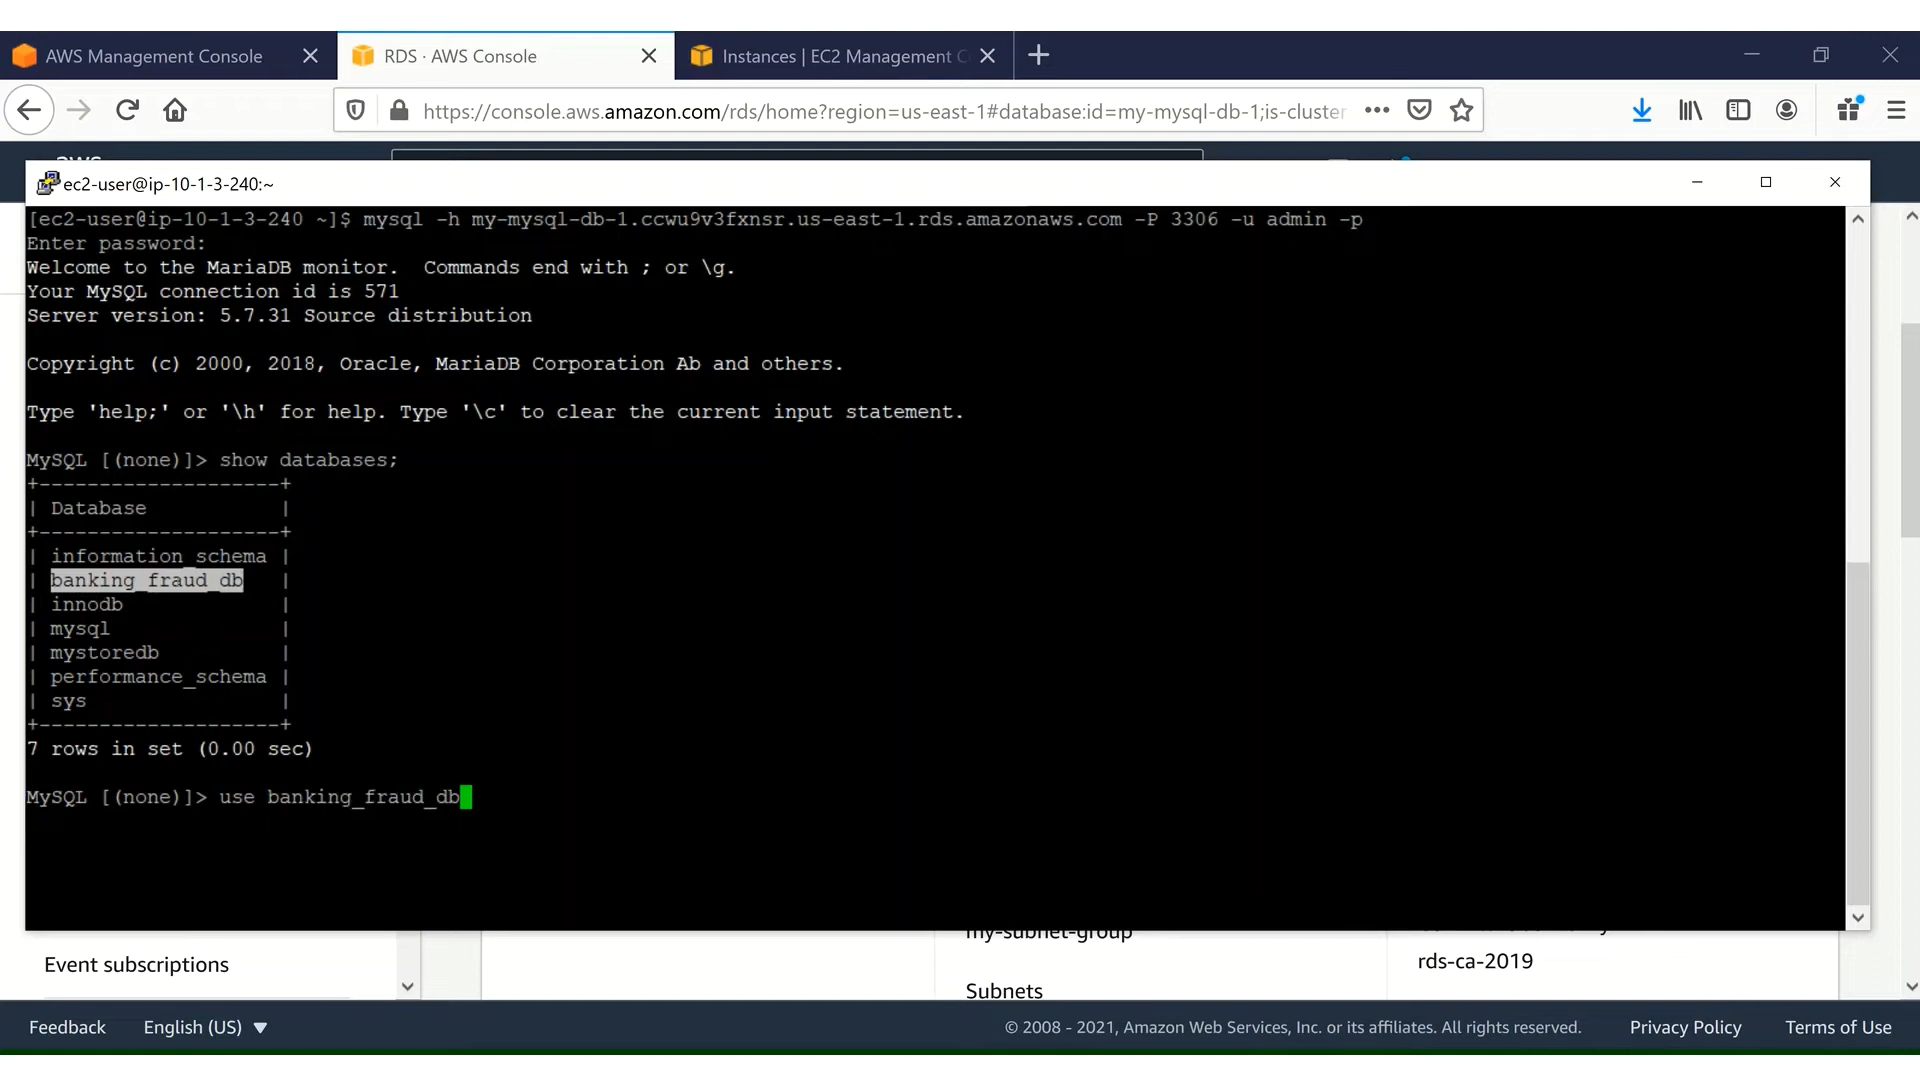 AWS Management Console
RDS · AWS Console
Instances | EC2 Management C
https://console.aws.amazon.com/rds/home?region=us-east-1#database:id=my-mysql-db-1;is-cluster
aws
ec2-user@ip-10-1-3-240:~
[ec2-user@ip-10-1-3-240 ~]$ mysql -h my-mysql-db-1.ccwu9v3fxnsr.us-east-1.rds.amazonaws.com -P 3306 -u admin -p
Enter password:
Welcome to the MariaDB monitor.  Commands end with ; or \g.
Your MySQL connection id is 571
Server version: 5.7.31 Source distribution
Copyright (c) 2000, 2018, Oracle, MariaDB Corporation Ab and others.
Type 'help;' or '\h' for help. Type '\c' to clear the current input statement.
MySQL [(none)]> show databases;
+--------------------+
| Database           |
+--------------------+
| information_schema |
| banking_fraud_db   |
| innodb             |
| mysql              |
| mystoredb          |
| performance_schema |
| sys                |
+--------------------+
7 rows in set (0.00 sec)
MySQL [(none)]> use banking_fraud_db
my-subnet-group
Event subscriptions
rds-ca-2019
Subnets
Feedback
English (US)
© 2008 - 2021, Amazon Web Services, Inc. or its affiliates. All rights reserved.
Privacy Policy
Terms of Use